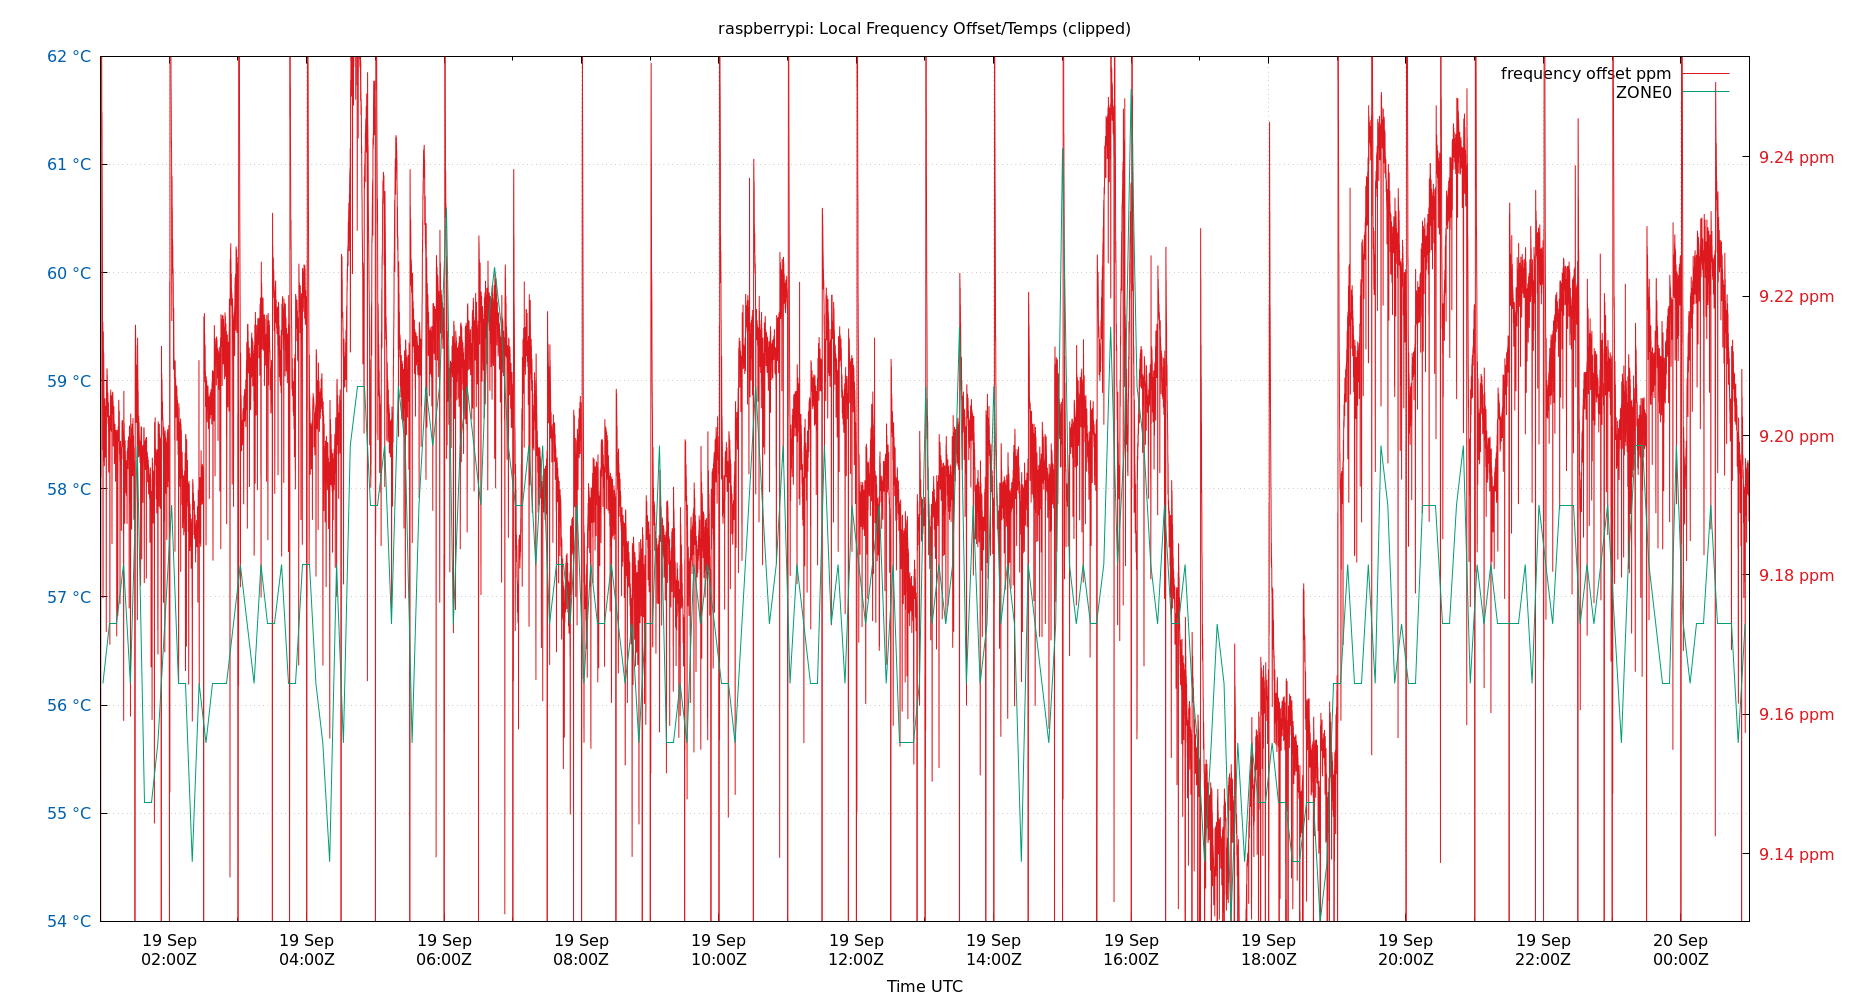 raspberrypi: Local Frequency Offset/Temps (clipped)
62 °C
61 °C
60 °C
59 °C
58 °C
57 °C
56 °C
55 °C
54 °C
frequency offset ppm
ZONE0
9.24 ppm
9.22 ppm
9.20 ppm
9.18 ppm
9.16 ppm
9.14 ppm
19 Sep 19 Sep 19 Sep 19 Sep 19 Sep 19 Sep 19 Sep 19 Sep 19 Sep 19 Sep 19 Sep 20 Sep
02:00Z 04:00Z 06:00Z 08:00Z 10:00Z 12:00Z 14:00Z 16:00Z 18:00Z 20:00Z 22:00Z 00:00Z
Time UTC